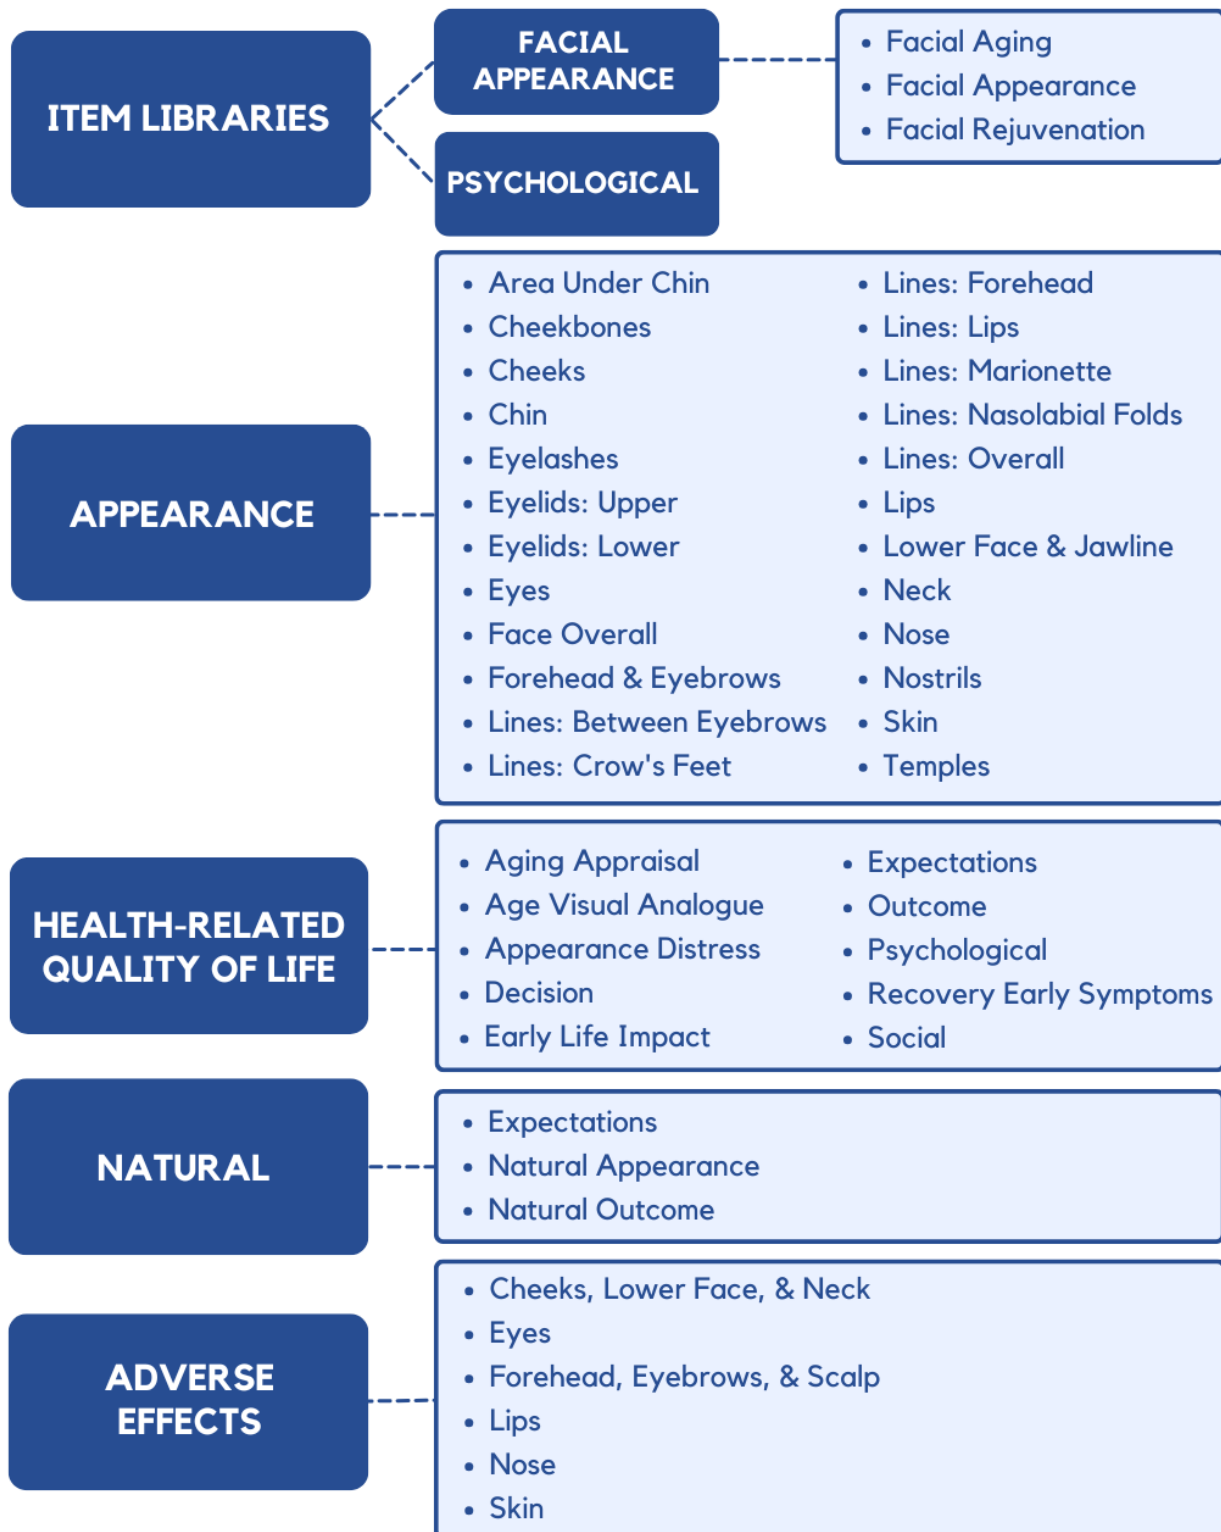 ITEM LIBRARIES
FACIAL
APPEARANCE
• Facial Aging
• Facial Appearance
• Facial Rejuvenation
PSYCHOLOGICAL
APPEARANCE
• Area Under Chin
• Cheekbones
• Cheeks
• Chin
• Eyelashes
• Eyelids: Upper
• Eyelids: Lower
• Eyes
• Face Overall
• Forehead & Eyebrows
• Lines: Between Eyebrows
• Lines: Crow's Feet
• Lines: Forehead
• Lines: Lips
• Lines: Marionette
• Lines: Nasolabial Folds
• Lines: Overall
• Lips
• Lower Face & Jawline
• Neck
• Nose
• Nostrils
• Skin
• Temples
HEALTH-RELATED
QUALITY OF LIFE
• Aging Appraisal
• Age Visual Analogue
• Appearance Distress
• Decision
• Early Life Impact
• Expectations
• Outcome
• Psychological
• Recovery Early Symptoms
• Social
NATURAL
• Expectations
• Natural Appearance
• Natural Outcome
ADVERSE
EFFECTS
• Cheeks, Lower Face, & Neck
• Eyes
• Forehead, Eyebrows, & Scalp
• Lips
• Nose
• Skin